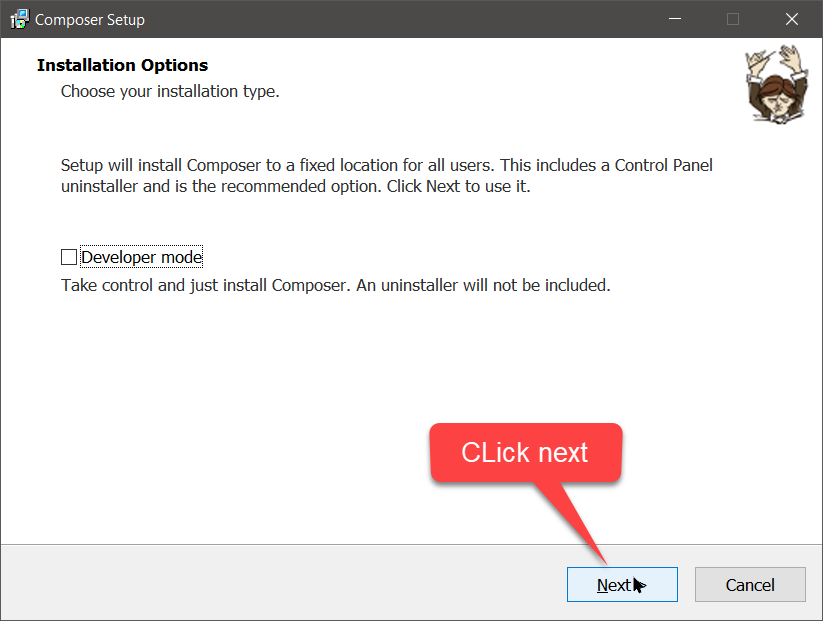 Composer Setup
Installation Options
Choose your installation type.
Setup will install Composer to a fixed location for all users. This includes a Control Panel
uninstaller and is the recommended option. Click Next to use it.
Developer mode
Take control and just install Composer. An uninstaller will not be included.
CLick next
Next
Cancel